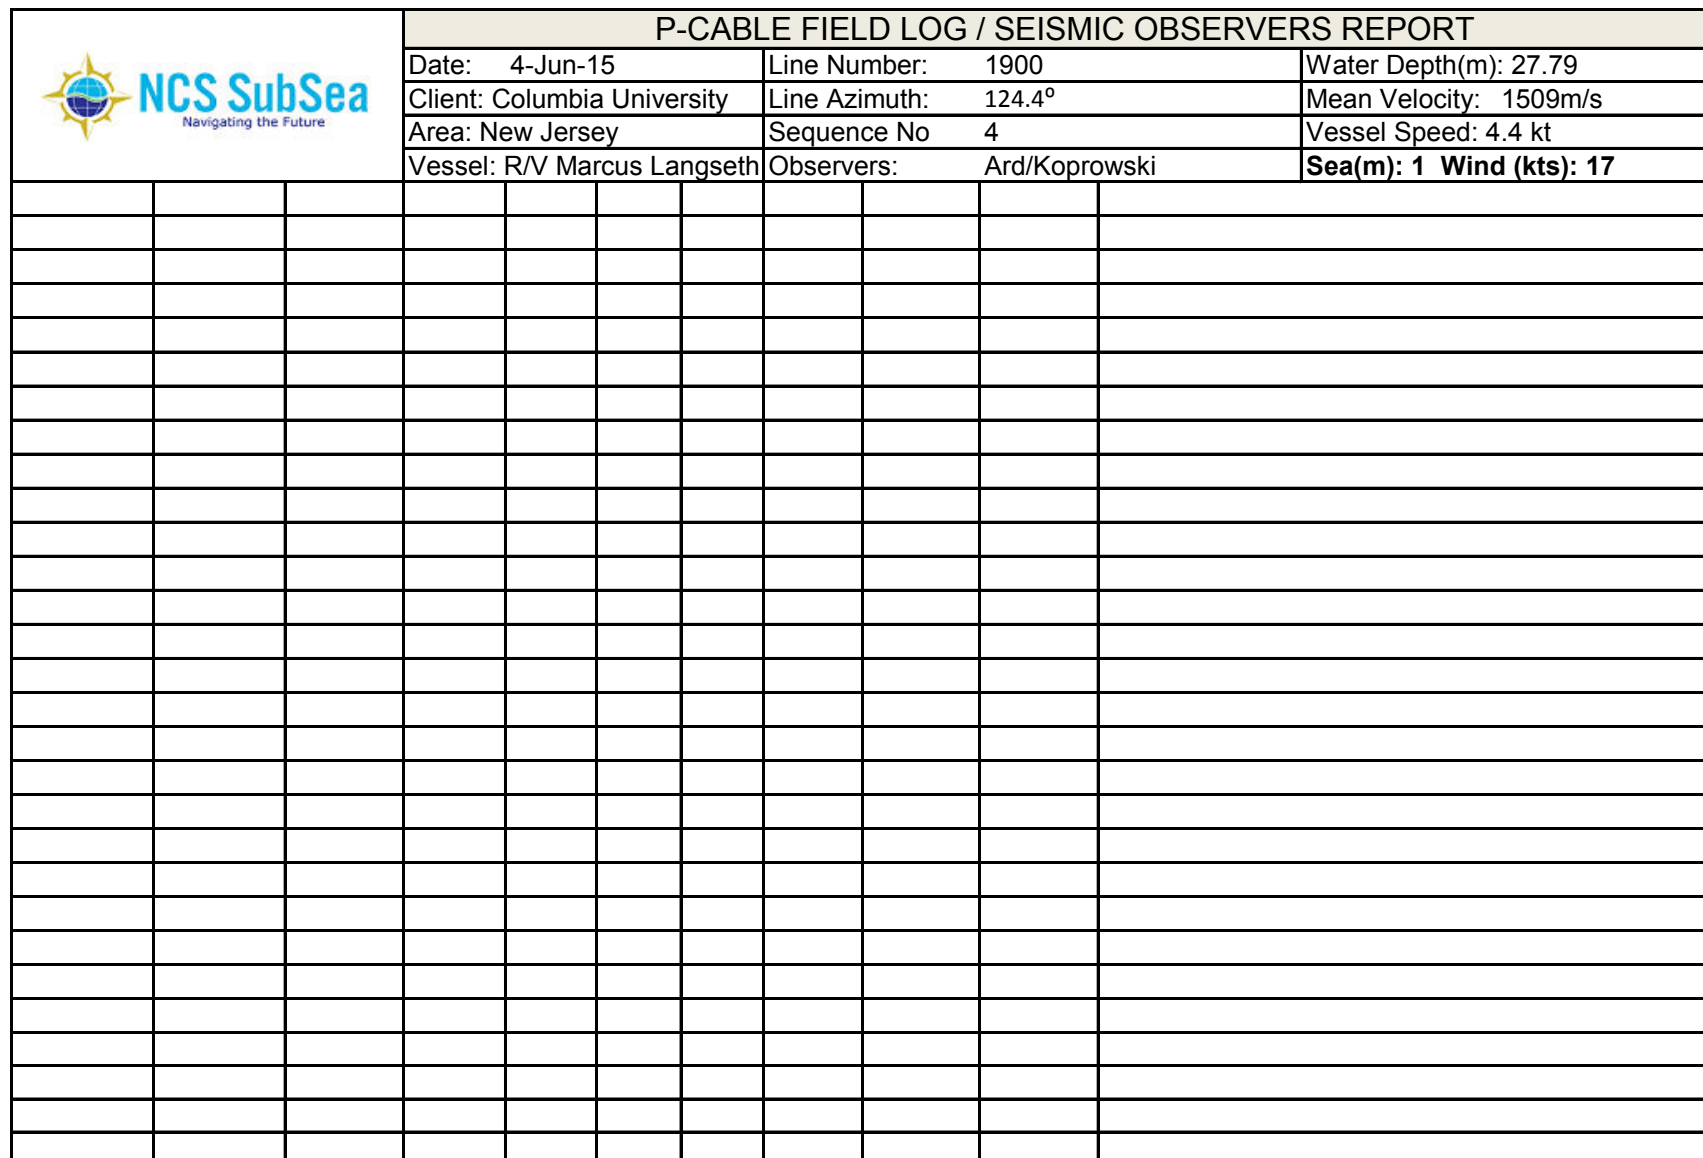 P-CABLE FIELD LOG / SEISMIC OBSERVERS REPORT
NCS SubSea
Navigating the Future
Date: 4-Jun-15 Line Number: 1900 Water Depth(m): 27.79
Client: Columbia University Line Azimuth: 124.4º Mean Velocity: 1509m/s
Area: New Jersey Sequence No 4 Vessel Speed: 4.4 kt
Vessel: R/V Marcus Langseth Observers: Ard/Koprowski Sea(m): 1 Wind (kts): 17